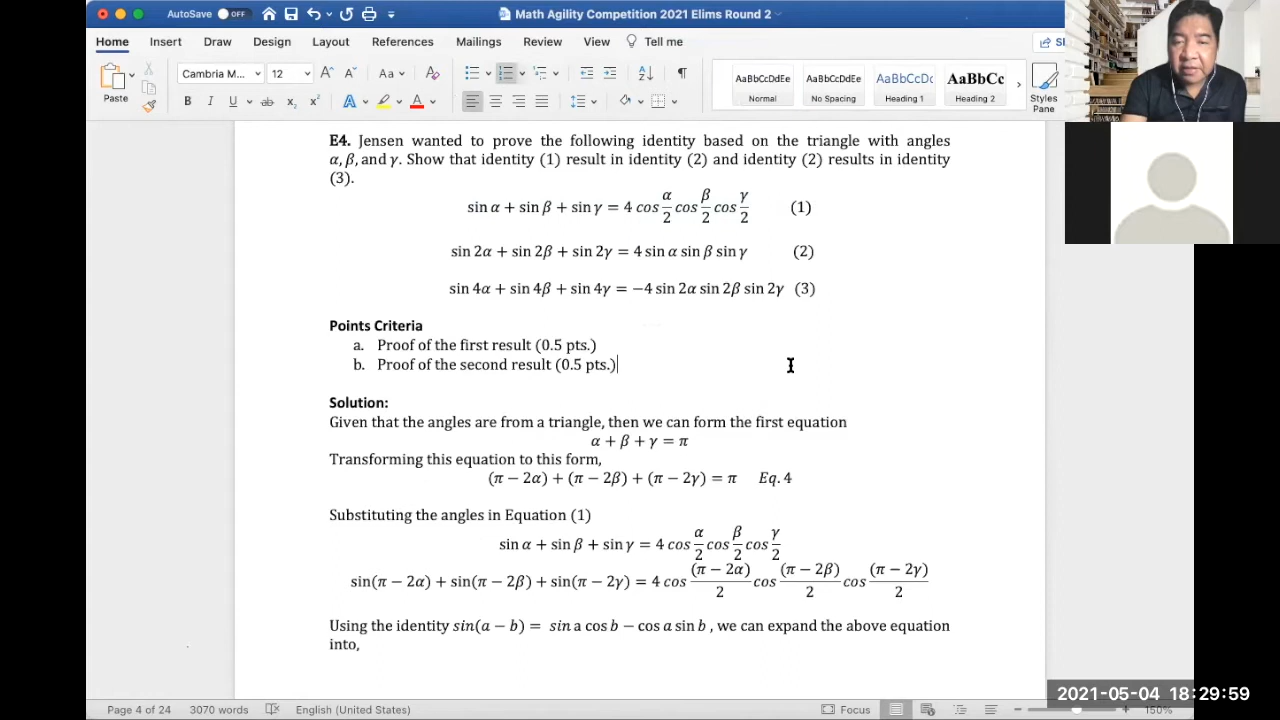 AutoSave OFF Math Agility Competition 2021 Elims Round 2
Home Insert Draw Design Layout References Mailings Review View Tell me
Paste Cambria M... 12 AaBbCcDdEe AaBbCcDdEe AaBbCcDc AaBbCc
Normal No Spacing Heading 1 Heading 2 Styles Pane
E4. Jensen wanted to prove the following identity based on the triangle with angles
α, β, and γ. Show that identity (1) result in identity (2) and identity (2) results in identity
(3).
sin α + sin β + sin γ = 4 cos α/2 cos β/2 cos γ/2 (1)
sin 2α + sin 2β + sin 2γ = 4 sin α sin β sin γ (2)
sin 4α + sin 4β + sin 4γ = −4 sin 2α sin 2β sin 2γ (3)
Points Criteria
a. Proof of the first result (0.5 pts.)
b. Proof of the second result (0.5 pts.)
Solution:
Given that the angles are from a triangle, then we can form the first equation
α + β + γ = π
Transforming this equation to this form,
(π − 2α) + (π − 2β) + (π − 2γ) = π Eq. 4
Substituting the angles in Equation (1)
sin α + sin β + sin γ = 4 cos α/2 cos β/2 cos γ/2
sin(π − 2α) + sin(π − 2β) + sin(π − 2γ) = 4 cos (π − 2α)/2 cos (π − 2β)/2 cos (π − 2γ)/2
Using the identity sin(a − b) = sin a cos b − cos a sin b , we can expand the above equation
into,
2021-05-04 18:29:59
Page 4 of 24 3070 words English (United States) Focus 150%